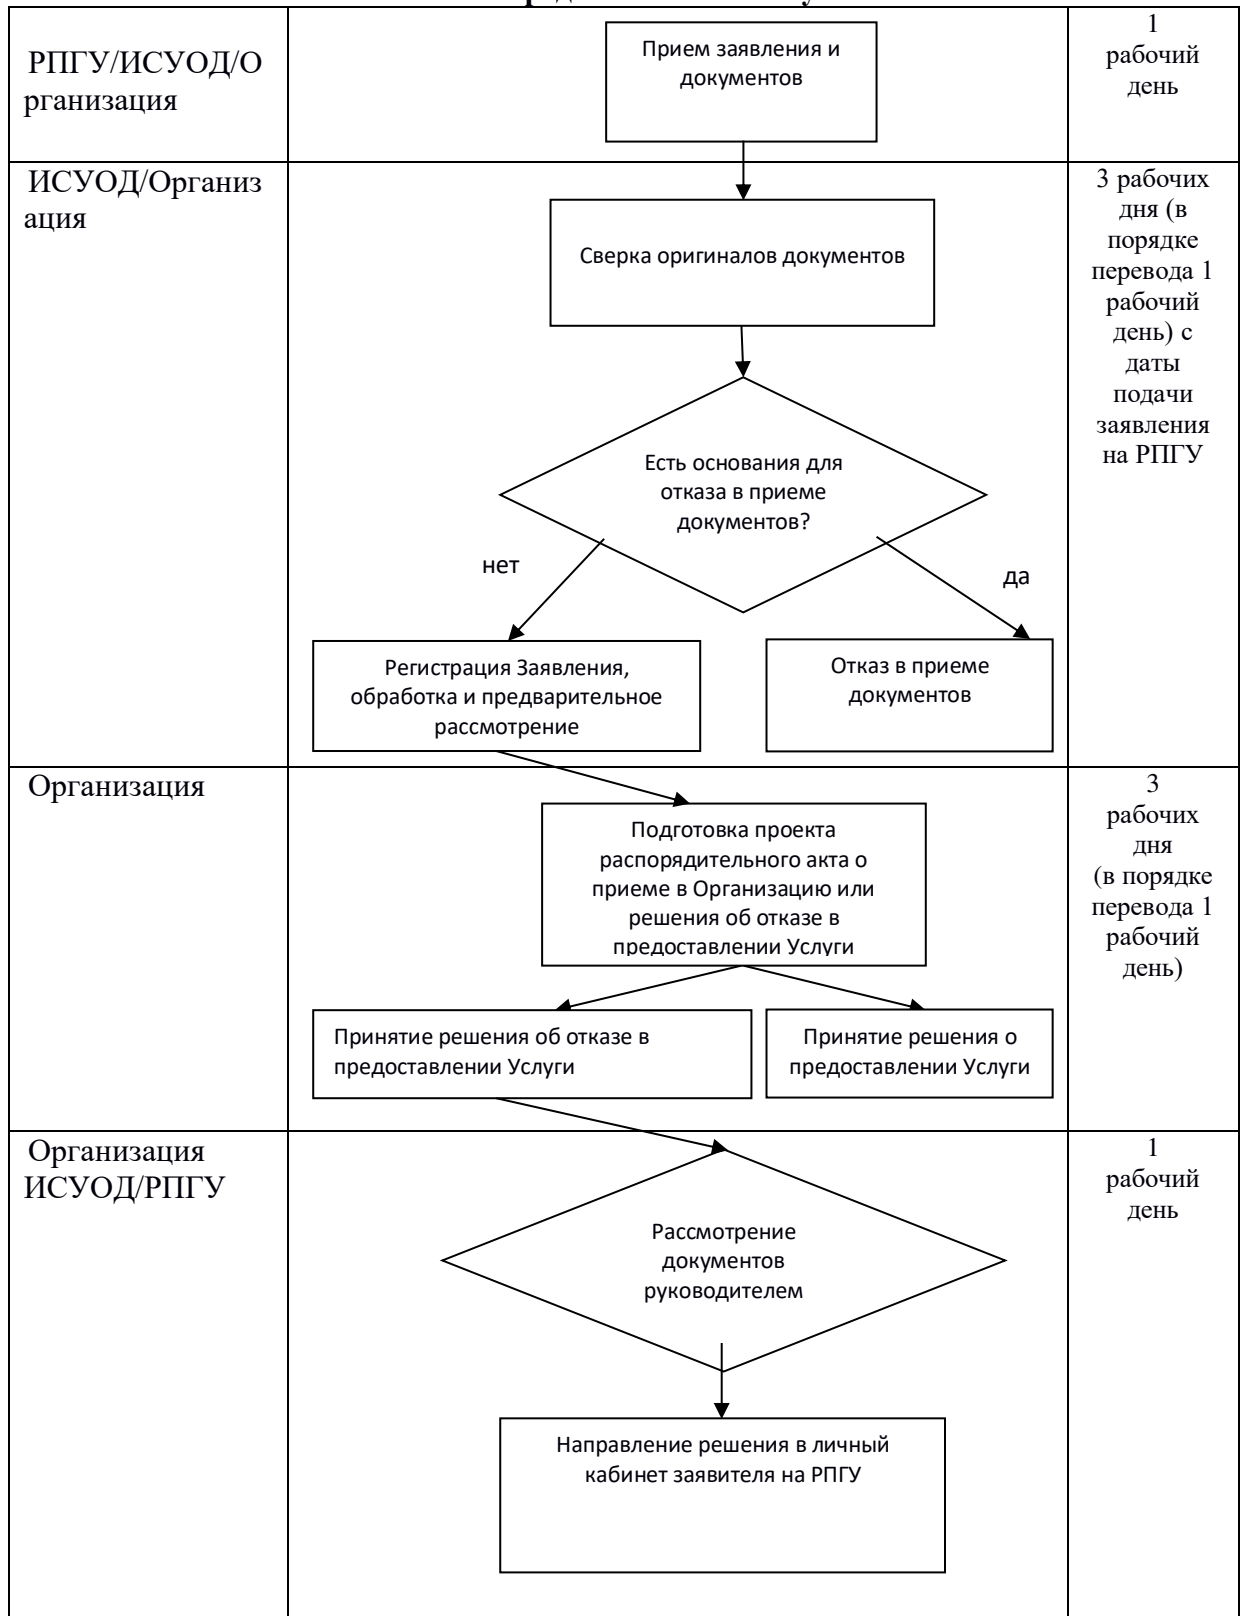 РПГУ/ИСУОД/О
рганизация
Прием заявления и
документов
1
рабочий
день
ИСУОД/Организ
ация
Сверка оригиналов документов
Есть основания для
отказа в приеме
документов?
нет
да
Регистрация Заявления,
обработка и предварительное
рассмотрение
Отказ в приеме
документов
3 рабочих
дня (в
порядке
перевода 1
рабочий
день) с
даты
подачи
заявления
на РПГУ
Организация
Подготовка проекта
распорядительного акта о
приеме в Организацию или
решения об отказе в
предоставлении Услуги
Принятие решения об отказе в
предоставлении Услуги
Принятие решения о
предоставлении Услуги
3
рабочих
дня
(в порядке
перевода 1
рабочий
день)
Организация
ИСУОД/РПГУ
Рассмотрение
документов
руководителем
Направление решения в личный
кабинет заявителя на РПГУ
1
рабочий
день